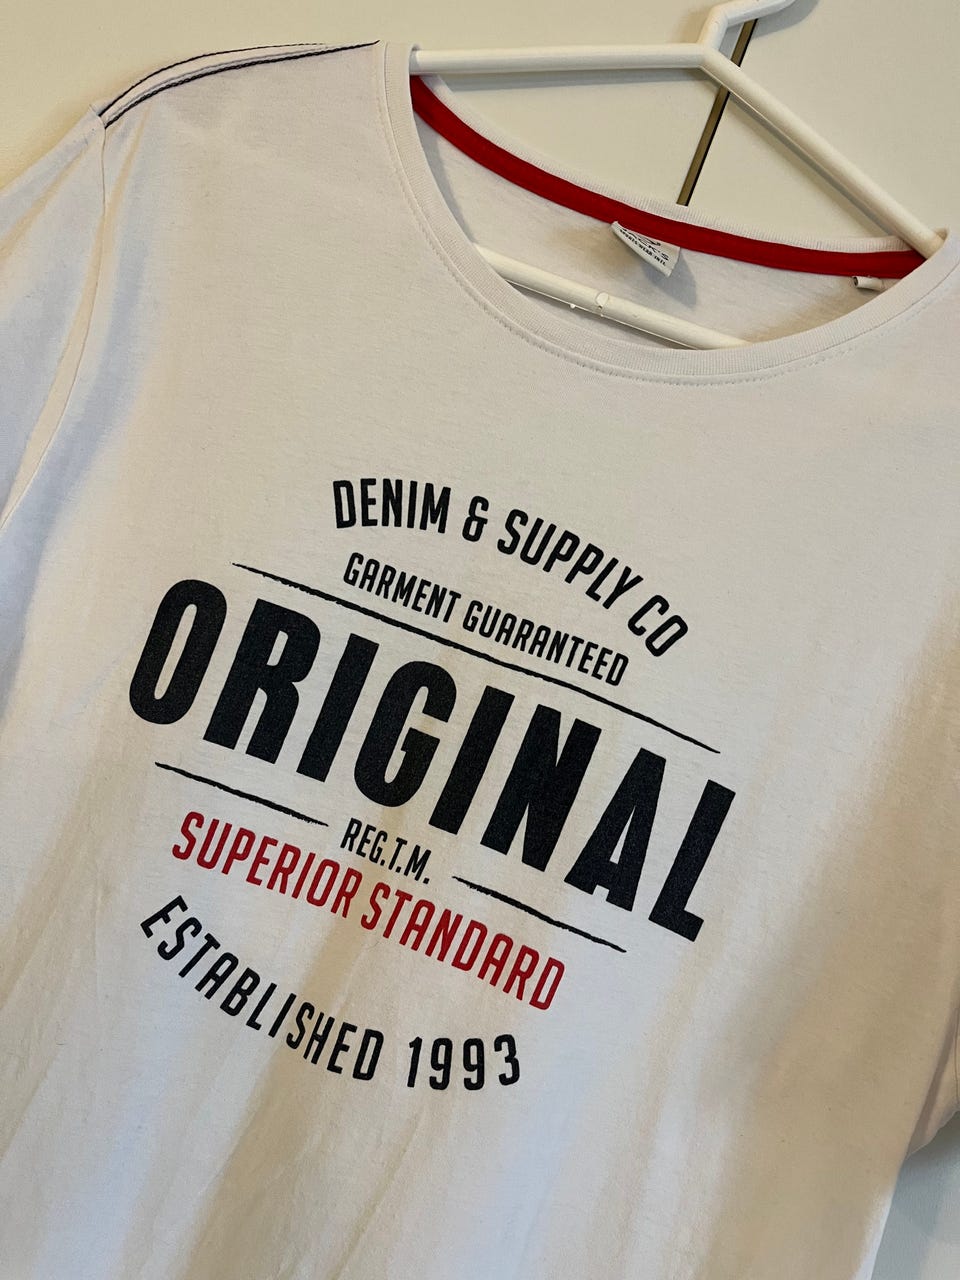 DENIM & SUPPLY CO
GARMENT GUARANTEED
ORIGINAL
REG.T.M.
SUPERIOR STANDARD
ESTABLISHED 1993